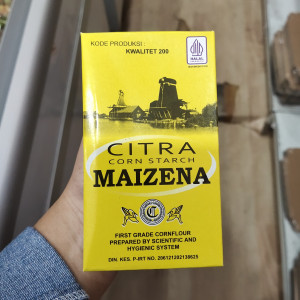 KODE PRODUKSI :
KWALITET 200
HALAL
CITRA
CORN STARCH
MAIZENA
FIRST GRADE CORNFLOUR
PREPARED BY SCIENTIFIC AND
HYGIENIC SYSTEM
DIN. KES. P-IRT NO. 206121202138625